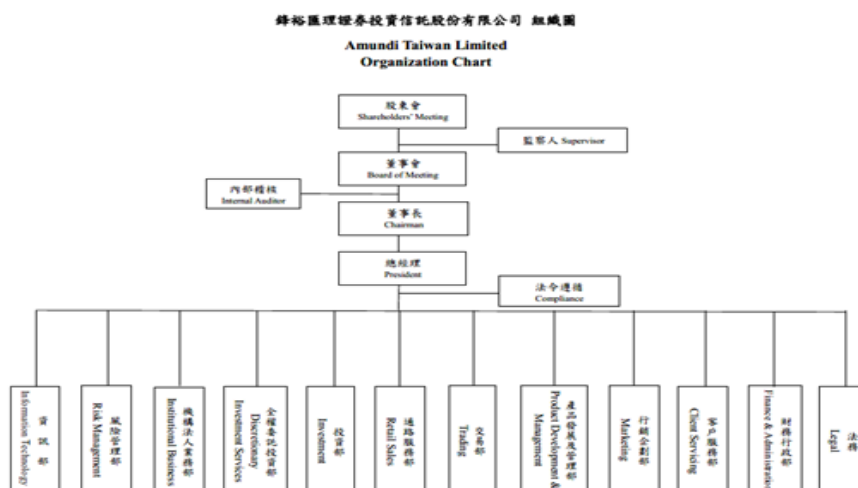 鋒裕匯理證券投資信託股份有限公司 組織圖
Amundi Taiwan Limited
Organization Chart
股東會
Shareholders' Meeting
監察人 Supervisor
董事會
Board of Meeting
內部稽核
Internal Auditor
董事長
Chairman
總經理
President
法令遵循
Compliance
資訊部
Information Technology
風險管理部
Risk Management
機構法人業務部
Institutional Business
全權委託投資部
Discretionary
Investment Services
投資部
Investment
通路服務部
Retail Sales
交易部
Trading
產品發展及管理部
Product Development &
Management
行銷企劃部
Marketing
客戶服務部
Client Servicing
財務行政部
Finance & Administration
法務
Legal